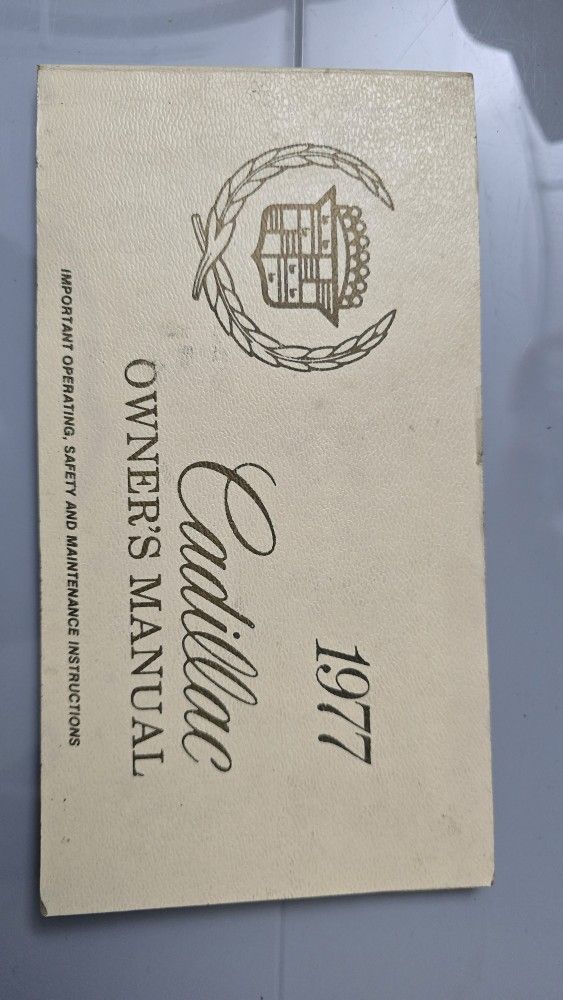 1977
Cadillac
OWNER'S MANUAL
IMPORTANT OPERATING, SAFETY AND MAINTENANCE INSTRUCTIONS